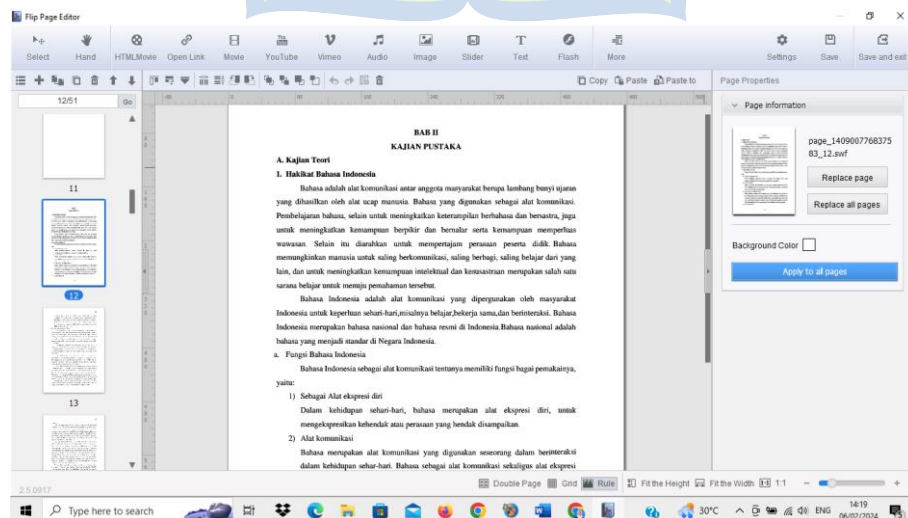 Flip Page Editor
Select Hand HTMLMovie Open Link Movie YouTube Vimeo Audio Image Slider Text Flash More Settings Save Save and exit
Copy Paste Paste to Page Properties
12/51 Go
Page information
page_1409007768375
83_12.swf
Replace page
Replace all pages
Background Color
Apply to all pages
11
12
13
BAB II
KAJIAN PUSTAKA
A. Kajian Teori
1. Hakikat Bahasa Indonesia
Bahasa adalah alat komunikasi antar anggota masyarakat berupa lambang bunyi ujaran
yang dihasilkan oleh alat ucap manusia. Bahasa yang digunakan sebagai alat komunikasi.
Pembelajaran bahasa, selain untuk meningkatkan keterampilan berbahasa dan bersastra, juga
untuk meningkatkan kemampuan berpikir dan bernalar serta kemampuan memperluas
wawasan. Selain itu diarahkan untuk mempertajam perasaan peserta didik. Bahasa
memungkinkan manusia untuk saling berkomunikasi, saling berbagi, saling belajar dari yang
lain, dan untuk meningkatkan kemampuan intelektual dan kesusastraan merupakan salah satu
sarana belajar untuk menuju pemahaman tersebut.
Bahasa Indonesia adalah alat komunikasi yang dipergunakan oleh masyarakat
Indonesia untuk keperluan sehari-hari,misalnya belajar,bekerja sama,dan berinteraksi. Bahasa
Indonesia merupakan bahasa nasional dan bahasa resmi di Indonesia.Bahasa nasional adalah
bahasa yang menjadi standar di Negara Indonesia.
a. Fungsi Bahasa Indonesia
Bahasa Indonesia sebagai alat komunikasi tentunya memiliki fungsi bagai pemakainya,
yaitu:
1) Sebagai Alat ekspresi diri
Dalam kehidupan sehari-hari, bahasa merupakan alat ekspresi diri, untuk
mengekspresikan kehendak atau perasaan yang hendak disampaikan.
2) Alat komunikasi
Bahasa merupakan alat komunikasi yang digunakan seseorang dalam berinteraksi
dalam kehidupan sehar-hari. Bahasa sebagai alat komunikasi sekaligus alat ekspresi
2.5.0917
Double Page Grid Rule Fit the Height Fit the Width 1:1
Type here to search 30°C ENG 14:19
06/02/2024